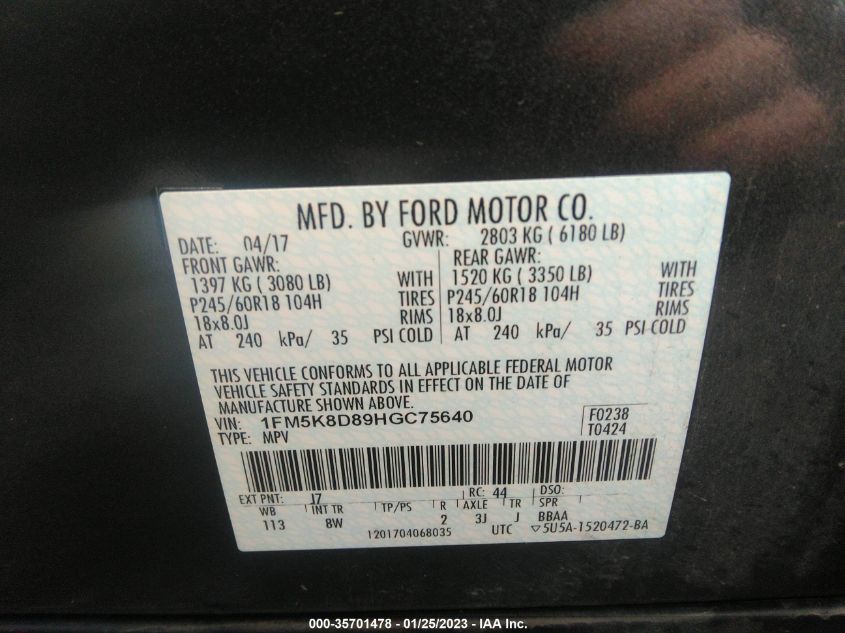 MFD. BY FORD MOTOR CO.
DATE: 04/17 GVWR: 2803 KG ( 6180 LB)
FRONT GAWR: REAR GAWR:
1397 KG ( 3080 LB) WITH 1520 KG ( 3350 LB) WITH
P245/60R18 104H TIRES P245/60R18 104H TIRES
18x8.0J RIMS 18x8.0J RIMS
AT 240 kPa/ 35 PSI COLD AT 240 kPa/ 35 PSI COLD
THIS VEHICLE CONFORMS TO ALL APPLICABLE FEDERAL MOTOR
VEHICLE SAFETY STANDARDS IN EFFECT ON THE DATE OF
MANUFACTURE SHOWN ABOVE.
VIN: 1FM5K8D89HGC75640 F0238
TYPE: MPV T0424
EXT PNT: J7 RC: 44 DSO:
WB INT TR TP/PS R AXLE TR SPR
113 8W 2 3J J BBAA
1201704068035 UTC ▽5U5A-1520472-BA
000-35701478 - 01/25/2023 - IAA Inc.